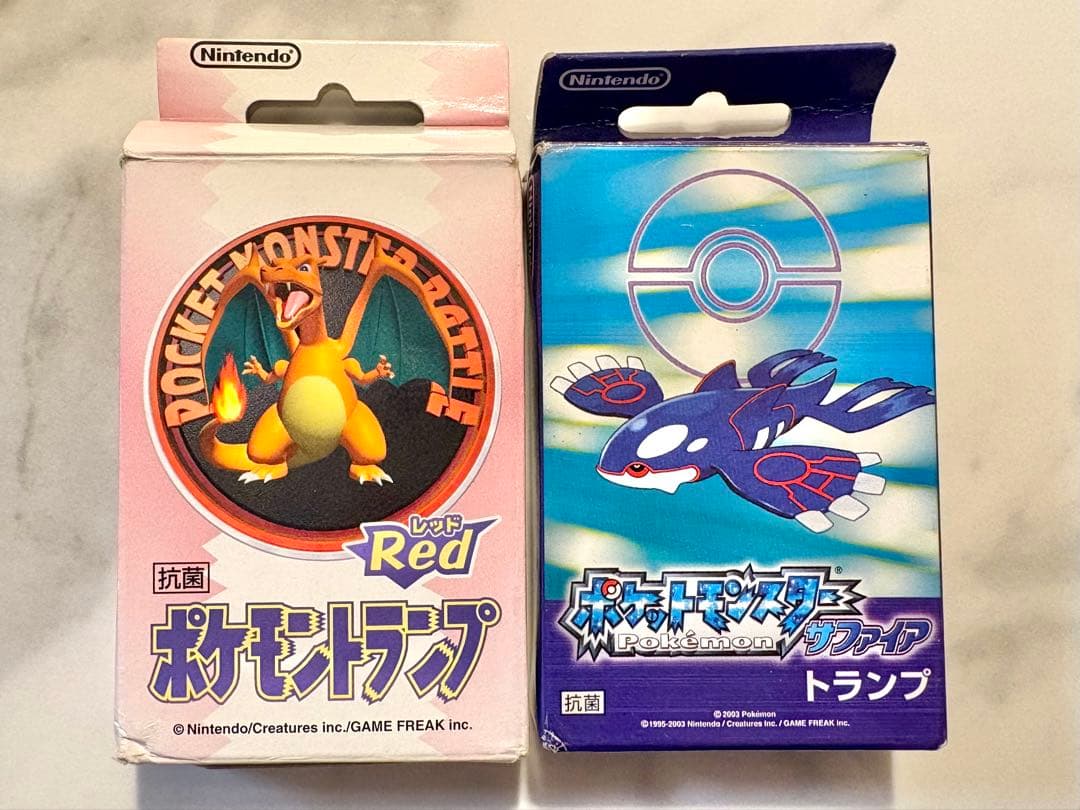 Nintendo
POCKET MONSTER BATTLE
レッド
Red
抗菌
ポケモントランプ
© Nintendo/Creatures inc./GAME FREAK inc.
Nintendo
ポケットモンスター®
Pokémon
サファイア
トランプ
抗菌
© 2003 Pokémon
©1995-2003 Nintendo / Creatures Inc. / GAME FREAK Inc.